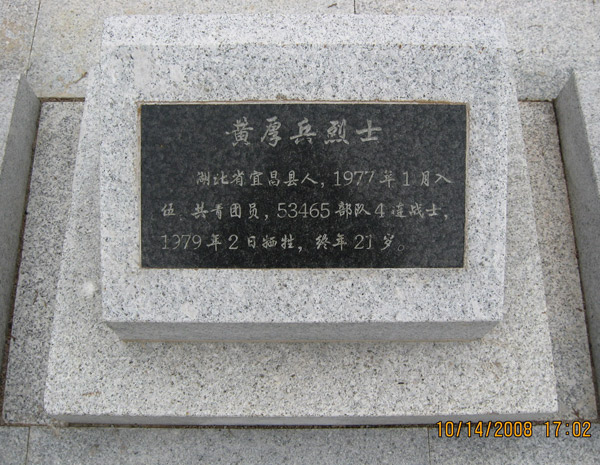 黄厚兵烈士
湖北省宜昌县人，1977年1月入
伍 共青团员，53465部队4连战士，
1979年2日牺牲，终年21岁。
10/14/2008 17:02